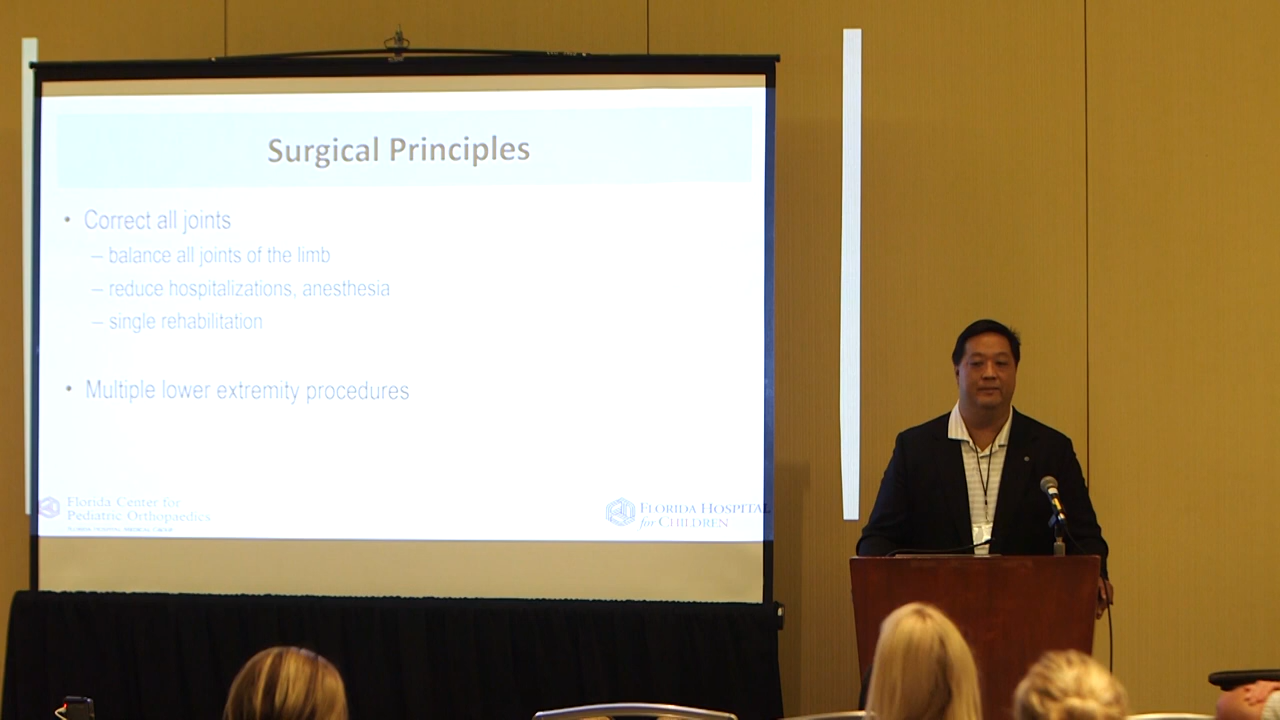 Surgical Principles
• Correct all joints
– balance all joints of the limb
– reduce hospitalizations, anesthesia
– single rehabilitation
• Multiple lower extremity procedures
Florida Center for
Pediatric Orthopaedics
FLORIDA HOSPITAL
for CHILDREN